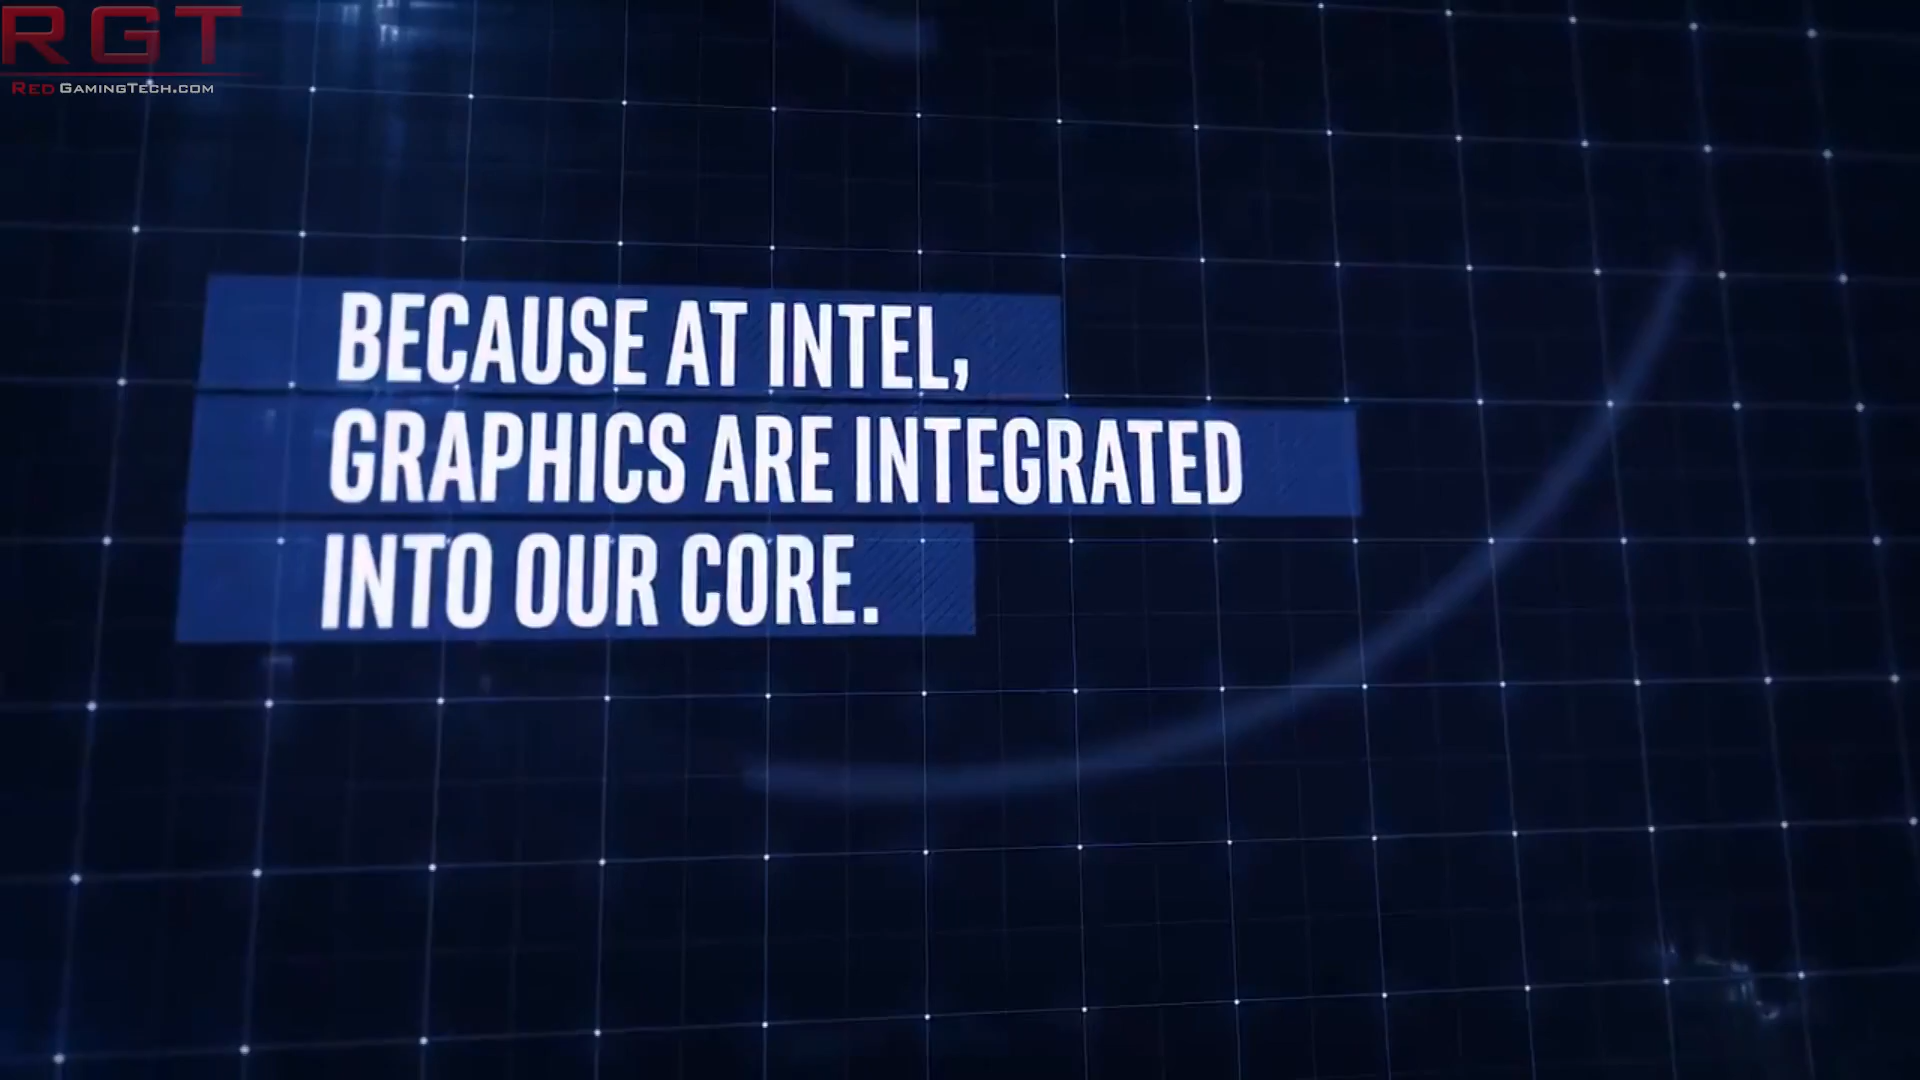 RGT
RED GAMINGTECH.COM
BECAUSE AT INTEL,
GRAPHICS ARE INTEGRATED
INTO OUR CORE.